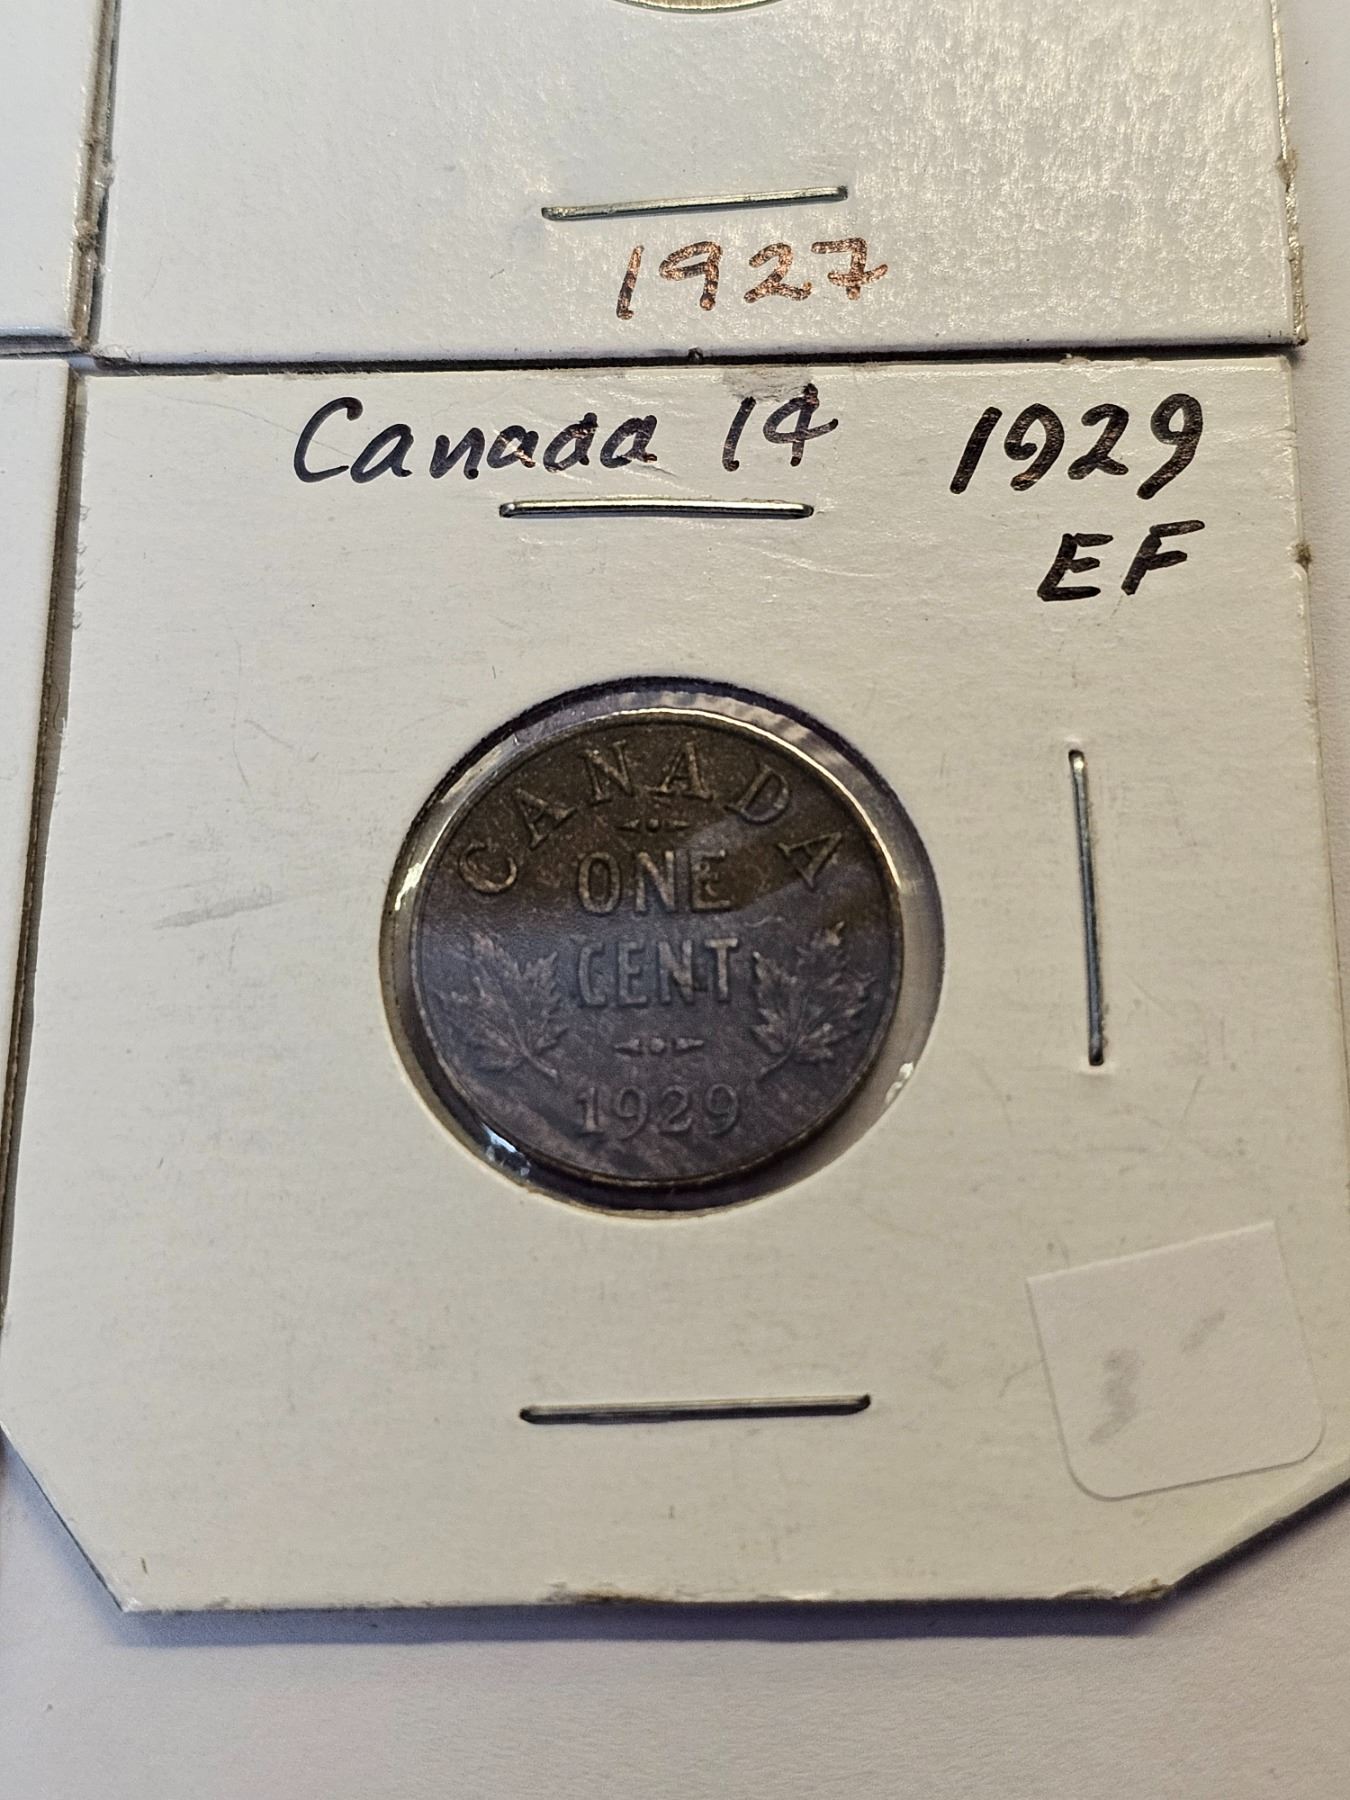 1927
Canada 1¢ 1929
EF
CANADA
ONE
CENT
1929